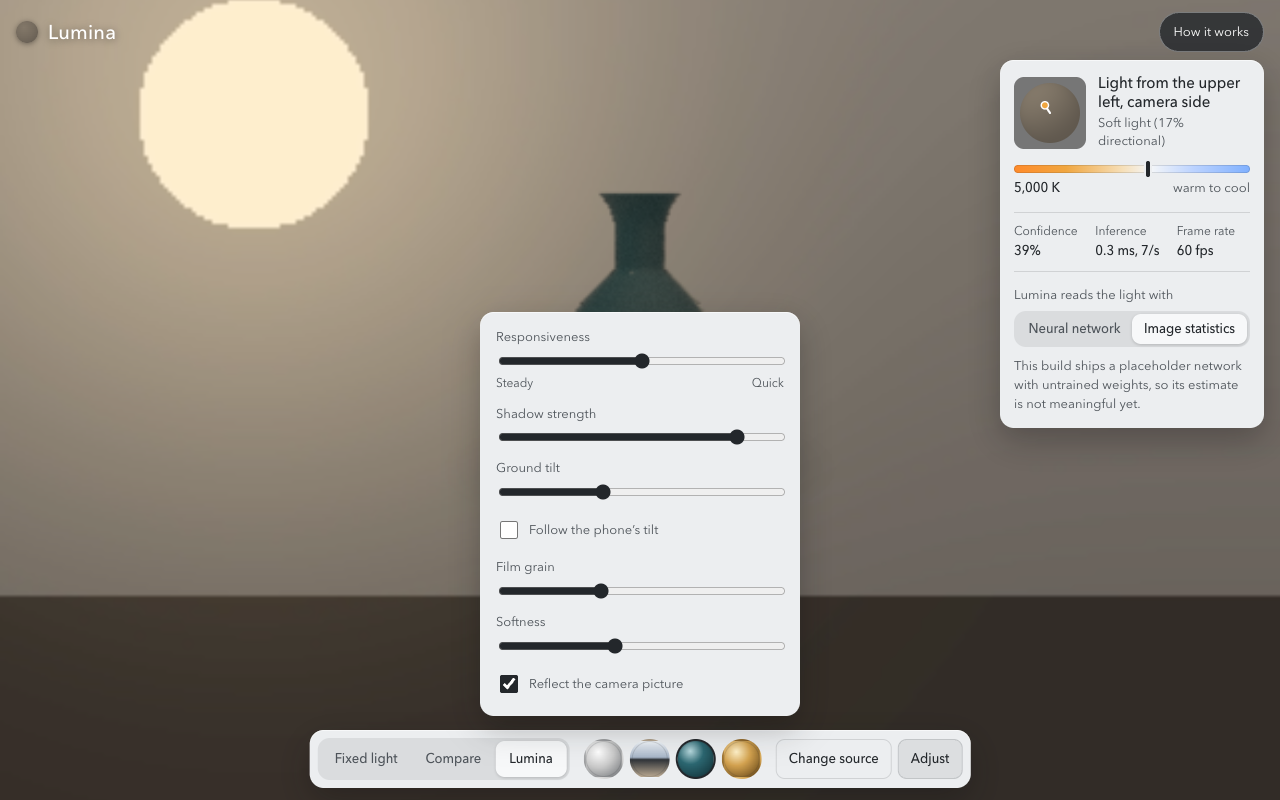 Lumina
How it works
Light from the upper
left, camera side
Soft light (17%
directional)
5,000 K
warm to cool
Confidence
Inference
Frame rate
39%
0.3 ms, 7/s
60 fps
Lumina reads the light with
Neural network
Image statistics
This build ships a placeholder network
with untrained weights, so its estimate
is not meaningful yet.
Responsiveness
Steady
Quick
Shadow strength
Ground tilt
Follow the phone’s tilt
Film grain
Softness
Reflect the camera picture
Fixed light
Compare
Lumina
Change source
Adjust